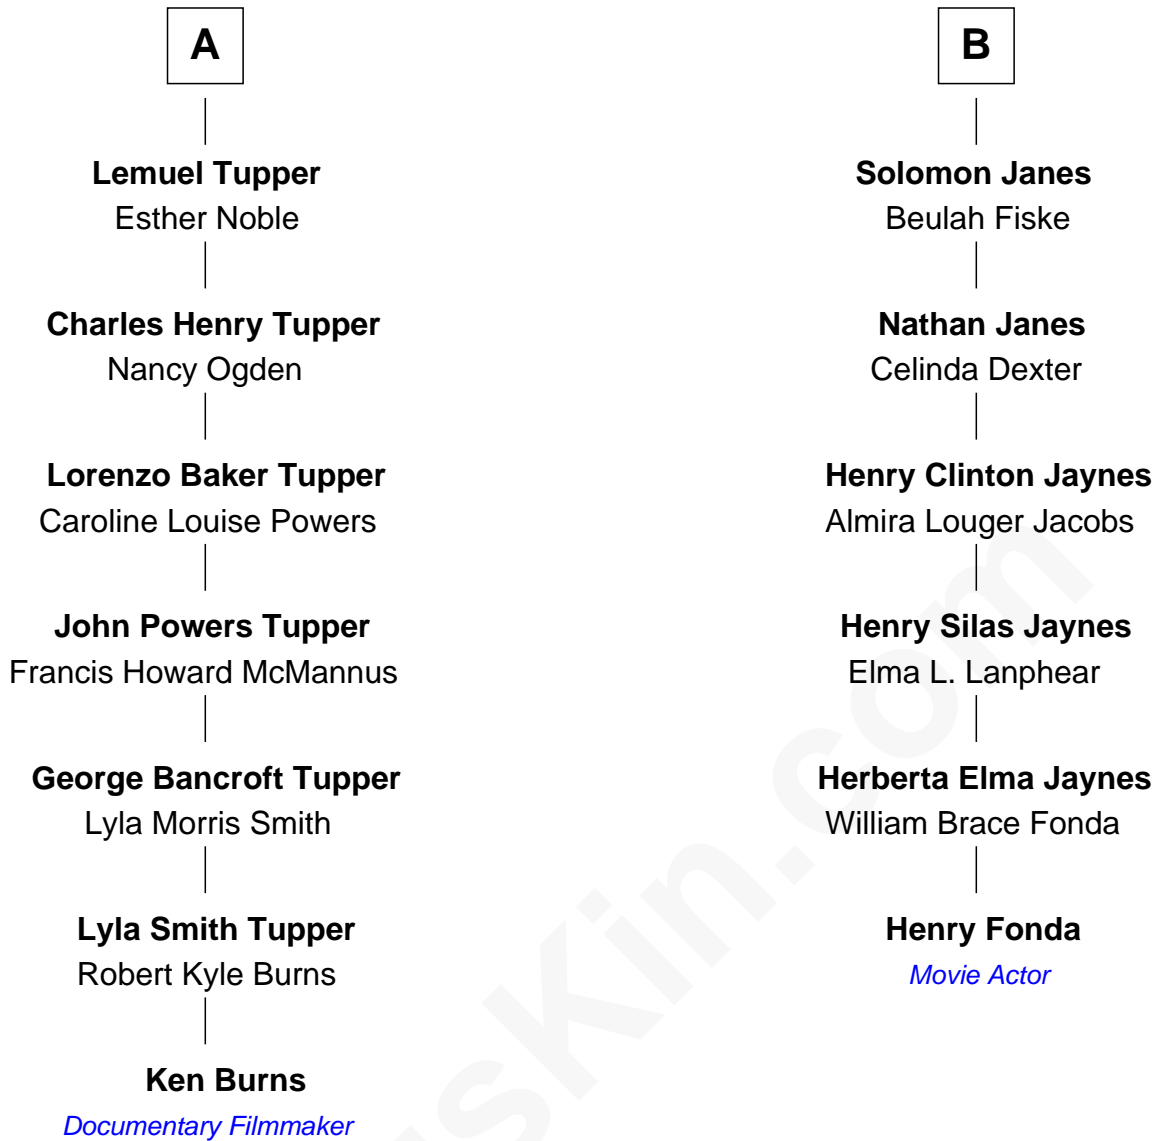 A
Lemuel Tupper
Esther Noble
Charles Henry Tupper
Nancy Ogden
Lorenzo Baker Tupper
Caroline Louise Powers
John Powers Tupper
Francis Howard McMannus
George Bancroft Tupper
Lyla Morris Smith
Lyla Smith Tupper
Robert Kyle Burns
Ken Burns
Documentary Filmmaker
B
Solomon Janes
Beulah Fiske
Nathan Janes
Celinda Dexter
Henry Clinton Jaynes
Almira Louger Jacobs
Henry Silas Jaynes
Elma L. Lanphear
Herberta Elma Jaynes
William Brace Fonda
Henry Fonda
Movie Actor